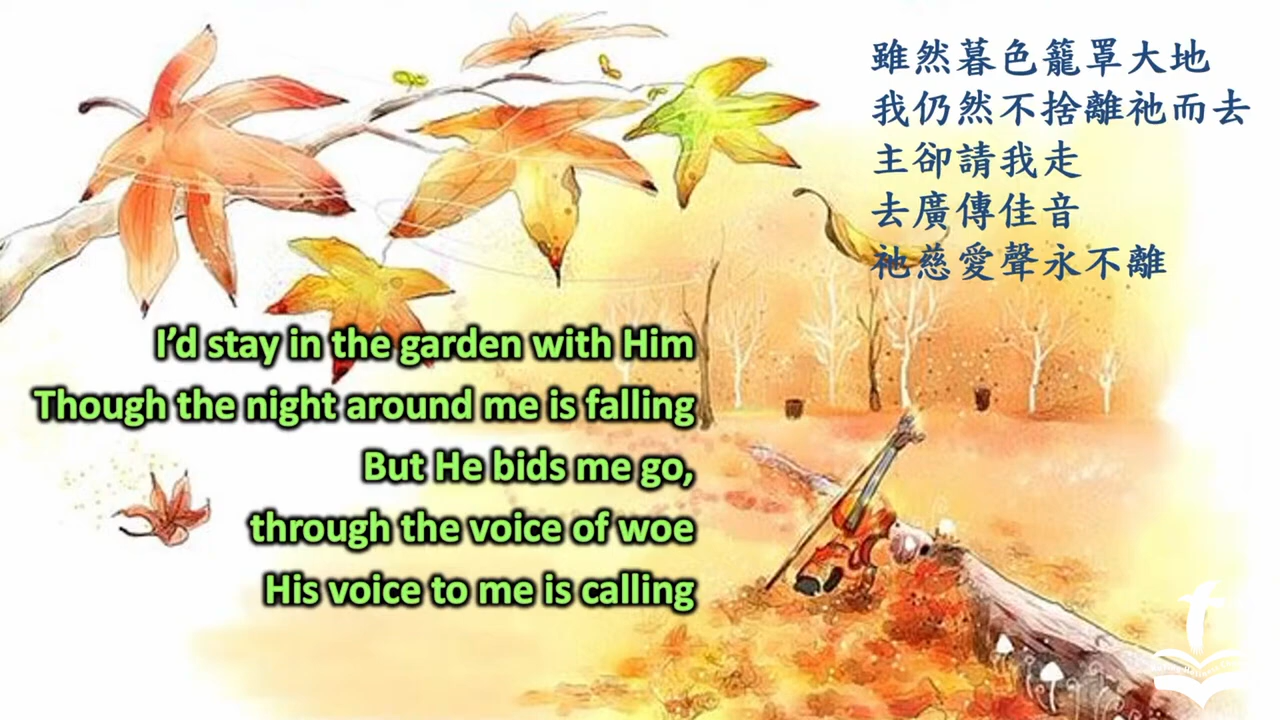 雖然暮色籠罩大地
我仍然不捨離祂而去
主卻請我走
去廣傳佳音
祂慈愛聲永不離
I’d stay in the garden with Him
Though the night around me is falling
But He bids me go,
through the voice of woe
His voice to me is calling